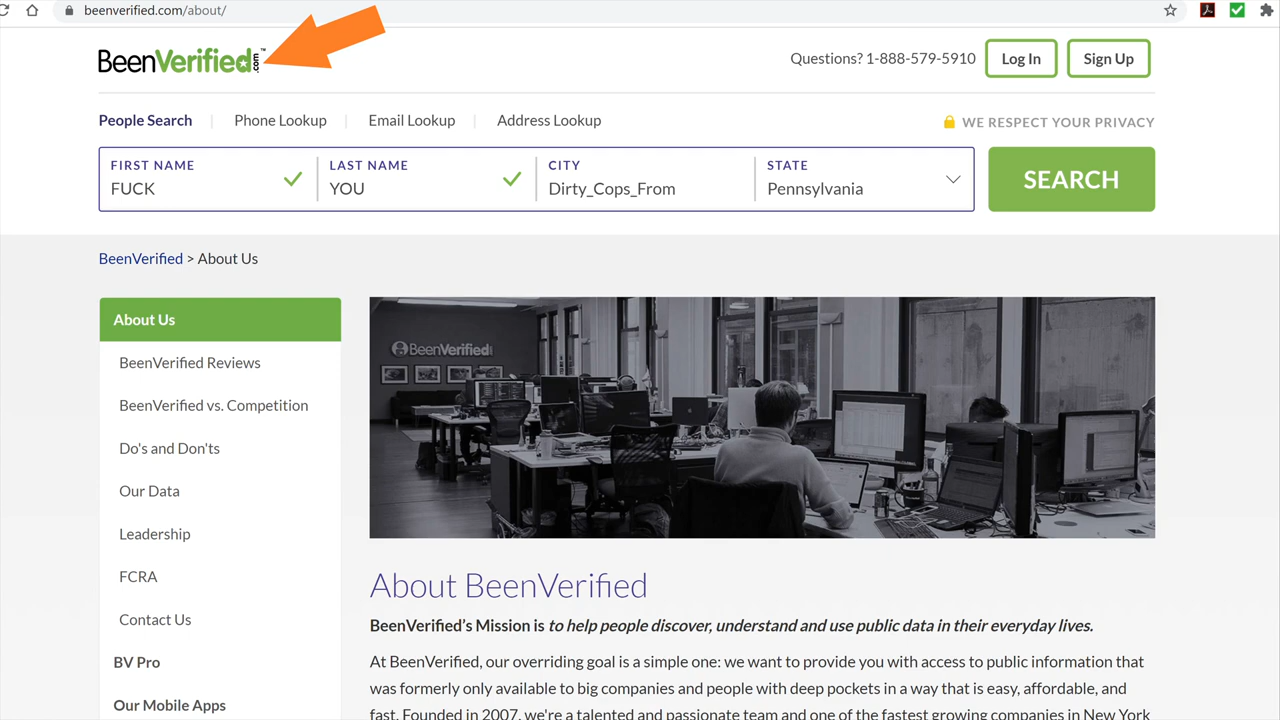 beenverified.com/about/
BeenVerified.com™
Questions? 1-888-579-5910
Log In
Sign Up
People Search
Phone Lookup
Email Lookup
Address Lookup
WE RESPECT YOUR PRIVACY
FIRST NAME
FUCK
LAST NAME
YOU
CITY
Dirty_Cops_From
STATE
Pennsylvania
SEARCH
BeenVerified > About Us
About Us
BeenVerified Reviews
BeenVerified vs. Competition
Do's and Don'ts
Our Data
Leadership
FCRA
Contact Us
BV Pro
Our Mobile Apps
BeenVerified
About BeenVerified
BeenVerified’s Mission is to help people discover, understand and use public data in their everyday lives.
At BeenVerified, our overriding goal is a simple one: we want to provide you with access to public information that
was formerly only available to big companies and people with deep pockets in a way that is easy, affordable, and
fast. Founded in 2007, we're a talented and passionate team and one of the fastest growing companies in New York